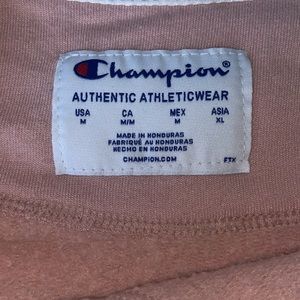 Champion®
AUTHENTIC ATHLETICWEAR
USA CA MEX ASIA
M M/M M XL
MADE IN HONDURAS
FABRIQUÉ AU HONDURAS
HECHO EN HONDURAS
CHAMPION.COM